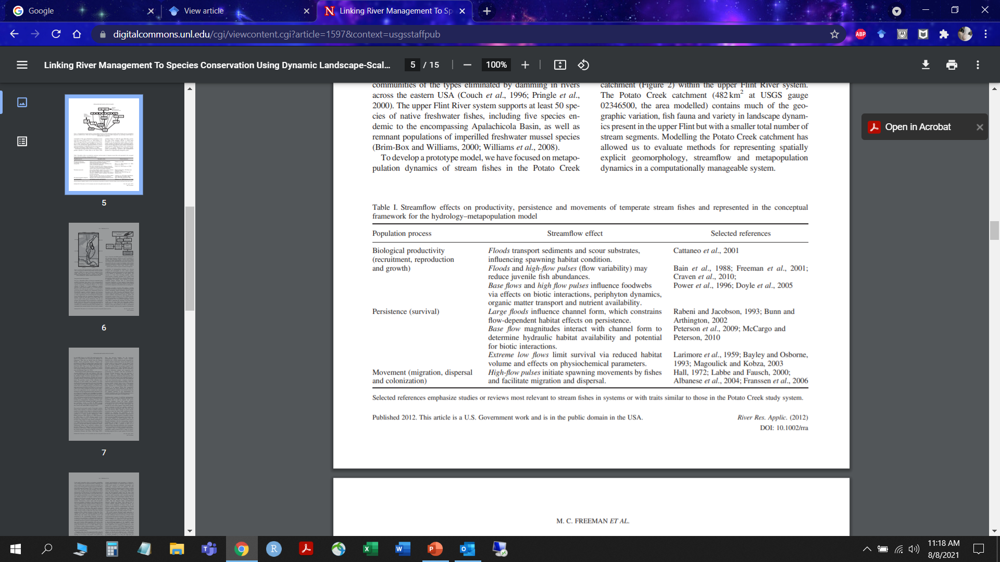 Google
View article
Linking River Management To Sp
digitalcommons.unl.edu/cgi/viewcontent.cgi?article=1597&context=usgsstaffpub
ABP
Linking River Management To Species Conservation Using Dynamic Landscape-Scal...
5 / 15
100%
Open in Acrobat
5
6
7
communities of the types eliminated by damming in rivers
across the eastern USA (Couch et al., 1996; Pringle et al.,
2000). The upper Flint River system supports at least 50 spe-
cies of native freshwater fishes, including five species en-
demic to the encompassing Apalachicola Basin, as well as
remnant populations of imperilled freshwater mussel species
(Brim-Box and Williams, 2000; Williams et al., 2008).
To develop a prototype model, we have focused on metapo-
pulation dynamics of stream fishes in the Potato Creek
catchment (Figure 2) within the upper Flint River system.
The Potato Creek catchment (482 km² at USGS gauge
02346500, the area modelled) contains much of the geo-
graphic variation, fish fauna and variety in landscape dynam-
ics present in the upper Flint but with a smaller total number of
stream segments. Modelling the Potato Creek catchment has
allowed us to evaluate methods for representing spatially
explicit geomorphology, streamflow and metapopulation
dynamics in a computationally manageable system.
Table I. Streamflow effects on productivity, persistence and movements of temperate stream fishes and represented in the conceptual
framework for the hydrology–metapopulation model
Population process Streamflow effect Selected references
Biological productivity Floods transport sediments and scour substrates, Cattaneo et al., 2001
(recruitment, reproduction influencing spawning habitat condition.
and growth) Floods and high-flow pulses (flow variability) may Bain et al., 1988; Freeman et al., 2001;
reduce juvenile fish abundances. Craven et al., 2010;
Base flows and high flow pulses influence foodwebs Power et al., 1996; Doyle et al., 2005
via effects on biotic interactions, periphyton dynamics,
organic matter transport and nutrient availability.
Persistence (survival) Large floods influence channel form, which constrains Rabeni and Jacobson, 1993; Bunn and
flow-dependent habitat effects on persistence. Arthington, 2002
Base flow magnitudes interact with channel form to Peterson et al., 2009; McCargo and
determine hydraulic habitat availability and potential Peterson, 2010
for biotic interactions.
Extreme low flows limit survival via reduced habitat Larimore et al., 1959; Bayley and Osborne,
volume and effects on physiochemical parameters. 1993; Magoulick and Kobza, 2003
Movement (migration, dispersal High-flow pulses initiate spawning movements by fishes Hall, 1972; Labbe and Fausch, 2000;
and colonization) and facilitate migration and dispersal. Albanese et al., 2004; Franssen et al., 2006
Selected references emphasize studies or reviews most relevant to stream fishes in systems or with traits similar to those in the Potato Creek study system.
Published 2012. This article is a U.S. Government work and is in the public domain in the USA. River Res. Applic. (2012)
DOI: 10.1002/rra
M. C. FREEMAN ET AL.
11:18 AM
8/8/2021